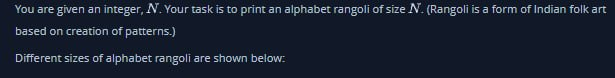 You are given an integer, N. Your task is to print an alphabet rangoli of size N. (Rangoli is a form of Indian folk art
based on creation of patterns.)
Different sizes of alphabet rangoli are shown below: